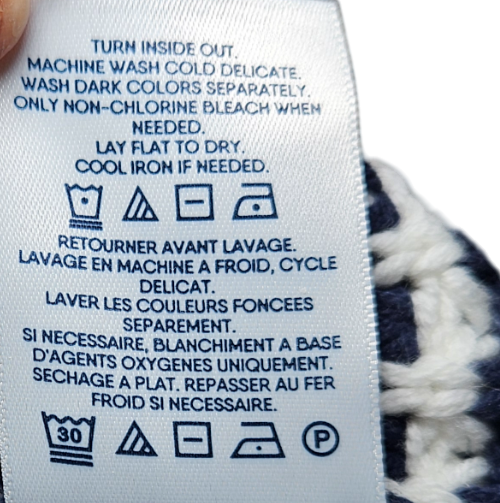 TURN INSIDE OUT.
MACHINE WASH COLD DELICATE.
WASH DARK COLORS SEPARATELY.
ONLY NON-CHLORINE BLEACH WHEN
NEEDED.
LAY FLAT TO DRY.
COOL IRON IF NEEDED.
RETOURNER AVANT LAVAGE.
LAVAGE EN MACHINE A FROID, CYCLE
DELICAT.
LAVER LES COULEURS FONCEES
SEPAREMENT.
SI NECESSAIRE, BLANCHIMENT A BASE
D'AGENTS OXYGENES UNIQUEMENT.
SECHAGE A PLAT. REPASSER AU FER
FROID SI NECESSAIRE.
30 P